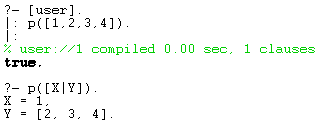 ?- [user].
|: p([1,2,3,4]).
|:
% user://1 compiled 0.00 sec, 1 clauses
true.
?- p([X|Y]).
X = 1,
Y = [2, 3, 4].